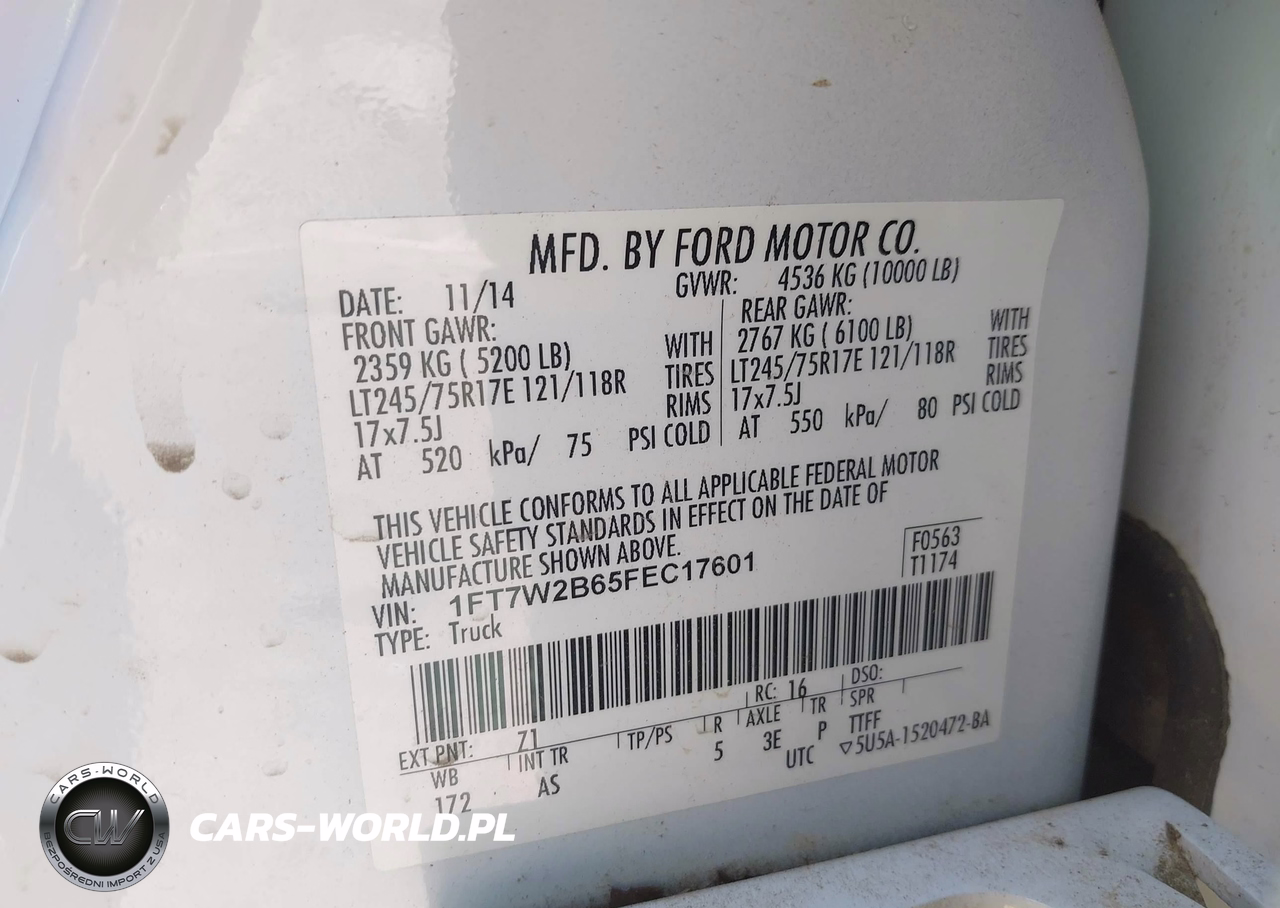 MFD. BY FORD MOTOR CO.
DATE: 11/14
GVWR: 4536 KG (10000 LB)
FRONT GAWR:
2359 KG ( 5200 LB) WITH
LT245/75R17E 121/118R TIRES
17x7.5J RIMS
AT 520 kPa/ 75 PSI COLD
REAR GAWR:
2767 KG ( 6100 LB) WITH
LT245/75R17E 121/118R TIRES
17x7.5J RIMS
AT 550 kPa/ 80 PSI COLD
THIS VEHICLE CONFORMS TO ALL APPLICABLE FEDERAL MOTOR
VEHICLE SAFETY STANDARDS IN EFFECT ON THE DATE OF
MANUFACTURE SHOWN ABOVE.
F0563
T1174
VIN: 1FT7W2B65FEC17601
TYPE: Truck
EXT PNT: Z1 RC: 16 DSO:
WB INT TR TP/PS R AXLE TR SPR
172 AS 5 3E P TTFF
UTC ▽5U5A-1520472-BA
CARS-WORLD
CW
BEZPOŚREDNI IMPORT Z USA
CARS-WORLD.PL